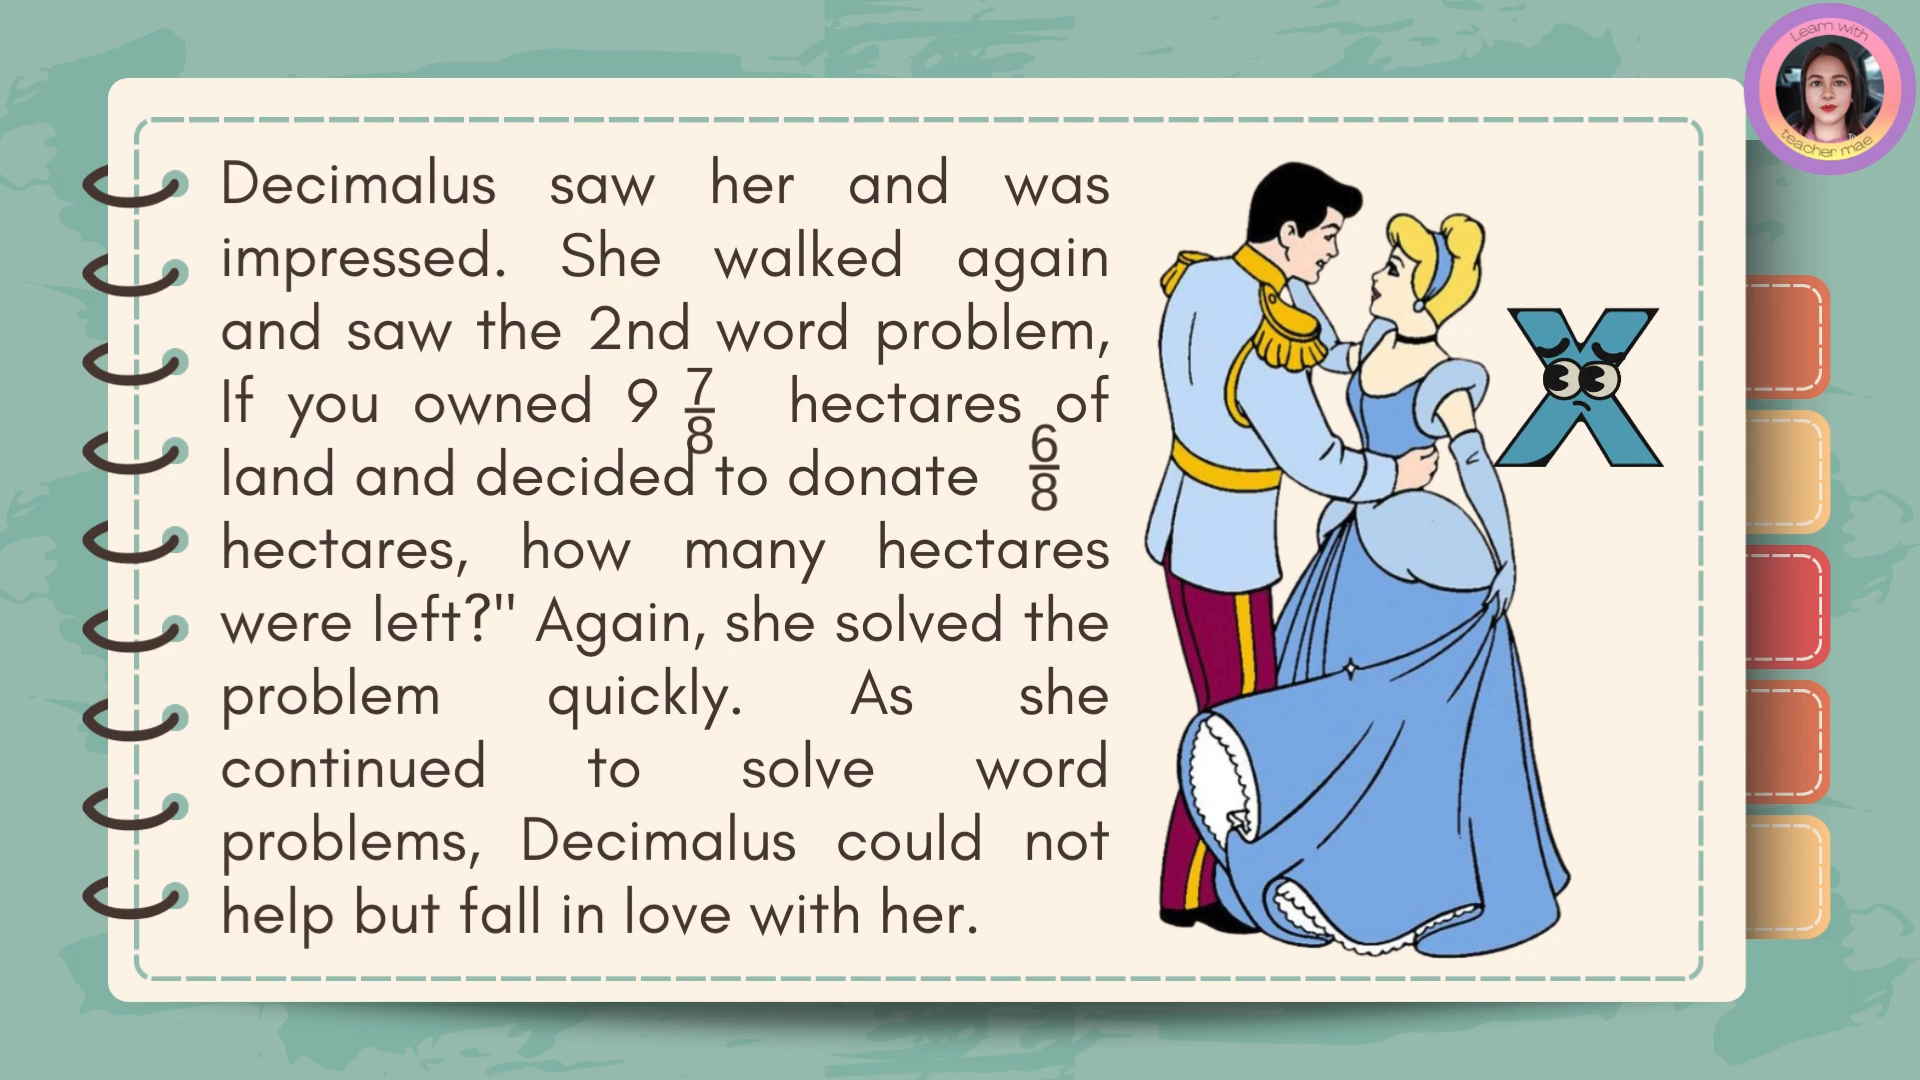 Learn with
teacher mae
Decimalus saw her and was
impressed. She walked again
and saw the 2nd word problem,
If you owned 9 7/8 hectares of
land and decided to donate 6/8
hectares, how many hectares
were left?" Again, she solved the
problem quickly. As she
continued to solve word
problems, Decimalus could not
help but fall in love with her.
X